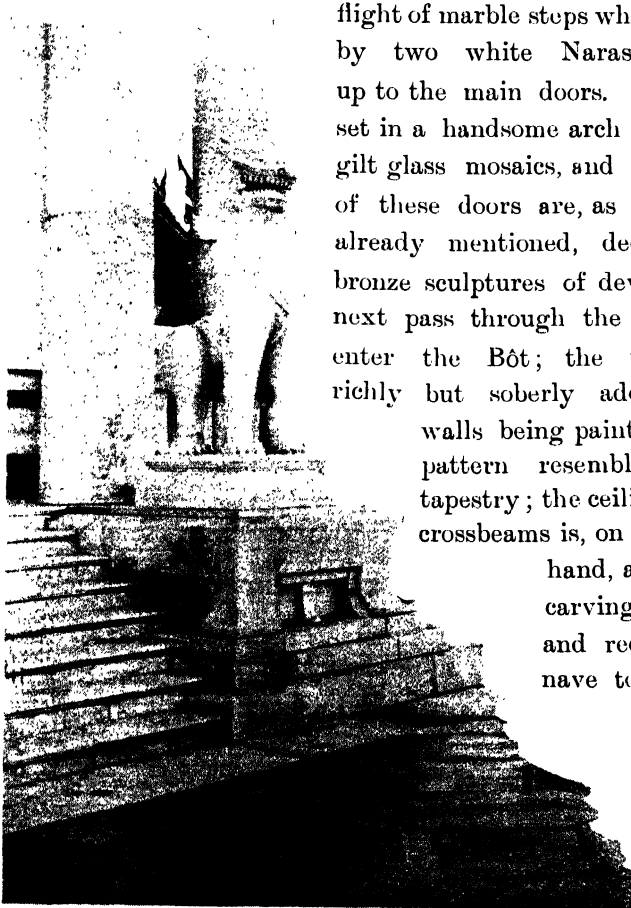 flight of marble steps wh
by two white Naras
up to the main doors.
set in a handsome arch
gilt glass mosaics, and
of these doors are, as
already mentioned, de
bronze sculptures of dev
next pass through the
enter the Bôt; the
richly but soberly ad
walls being paint
pattern resembl
tapestry; the ceil
crossbeams is, on
hand, a
carving
and re
nave to